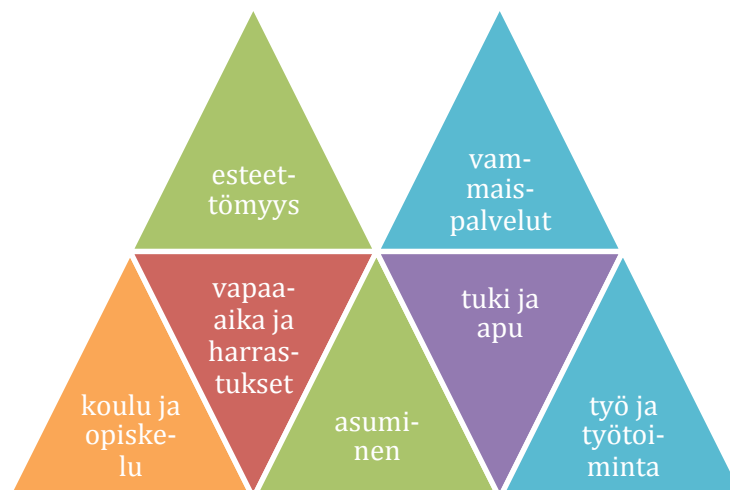 esteet-
tömyys
vam-
mais-
palvelut
vapaa-
aika ja
harras-
tukset
tuki ja
apu
koulu ja
opiske-
lu
asumi-
nen
työ ja
työtoi-
minta